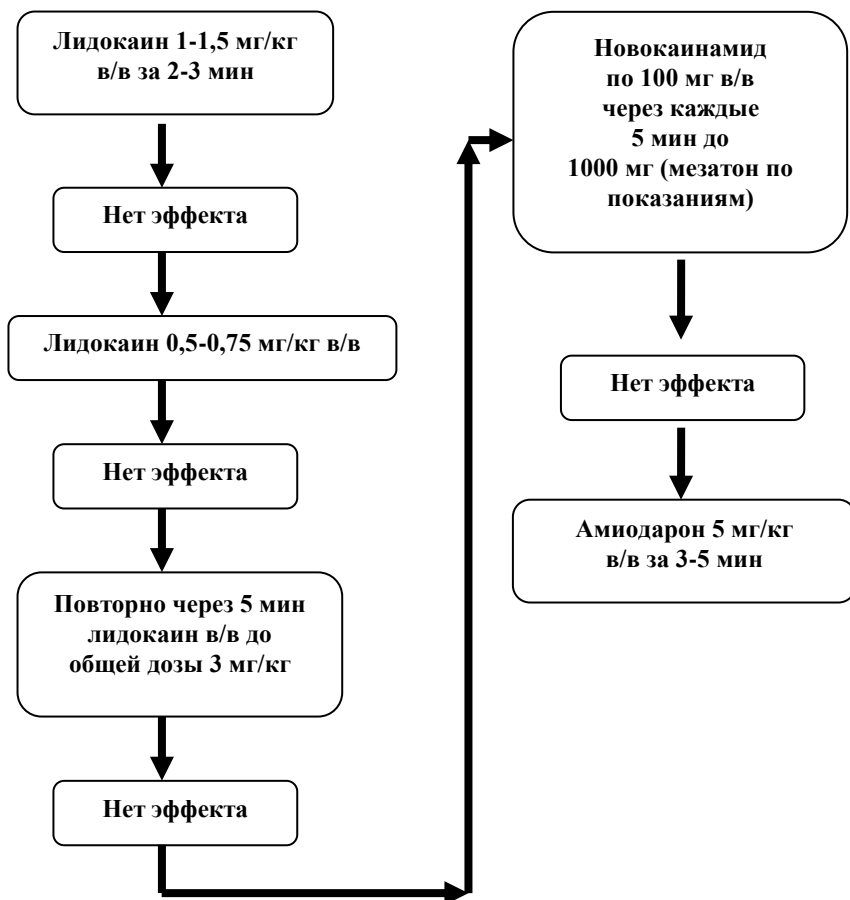 Лидокаин 1-1,5 мг/кг
в/в за 2-3 мин
Нет эффекта
Лидокаин 0,5-0,75 мг/кг в/в
Нет эффекта
Повторно через 5 мин
лидокаин в/в до
общей дозы 3 мг/кг
Нет эффекта
Новокаинамид
по 100 мг в/в
через каждые
5 мин до
1000 мг (мезатон по
показаниям)
Нет эффекта
Амиодарон 5 мг/кг
в/в за 3-5 мин